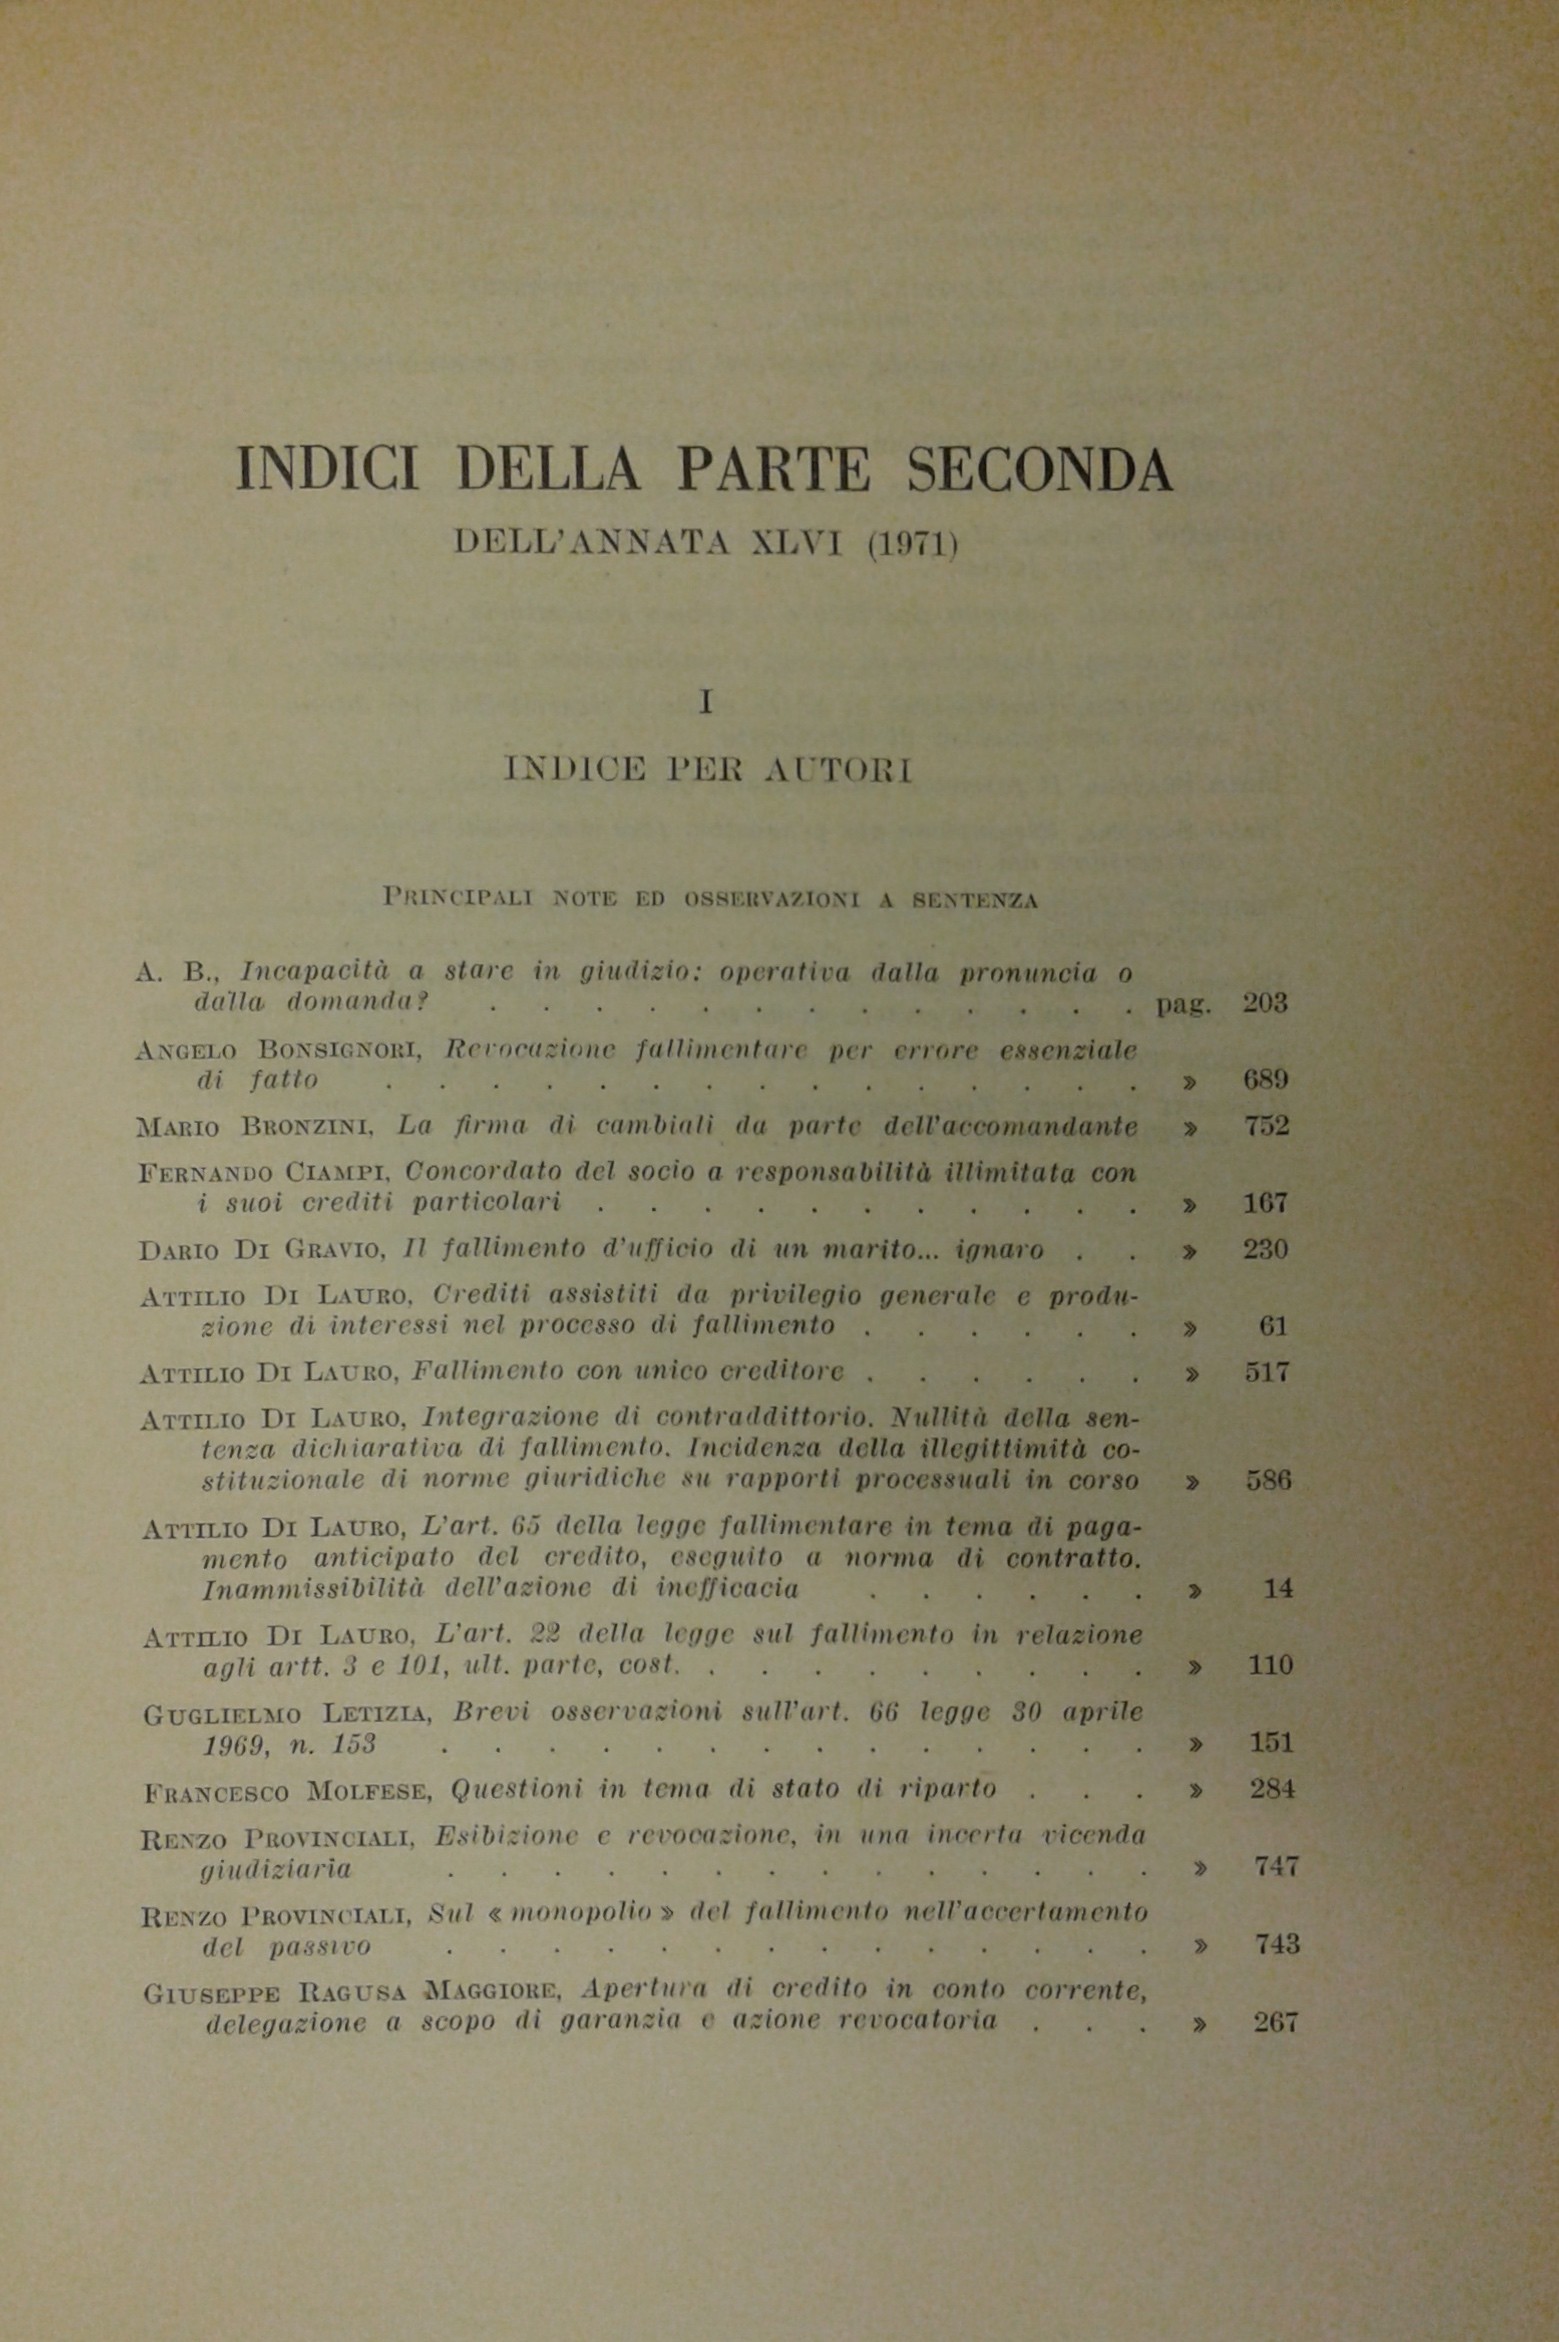 INDICI DELLA PARTE SECONDA
DELL'ANNATA XLVI (1971)
I
INDICE PER AUTORI
PRINCIPALI NOTE ED OSSERVAZIONI A SENTENZA
A. B., Incapacità a stare in giudizio: operativa dalla pronuncia o
dalla domanda? . . . . . . . . . . . . . pag. 203
ANGELO BONSIGNORI, Revocazione fallimentare per errore essenziale
di fatto . . . . . . . . . . . . . . . » 689
MARIO BRONZINI, La firma di cambiali da parte dell'accomandante » 752
FERNANDO CIAMPI, Concordato del socio a responsabilità illimitata con
i suoi crediti particolari . . . . . . . . . . . » 167
DARIO DI GRAVIO, Il fallimento d'ufficio di un marito... ignaro . . » 230
ATTILIO DI LAURO, Crediti assistiti da privilegio generale e produ-
zione di interessi nel processo di fallimento . . . . . . » 61
ATTILIO DI LAURO, Fallimento con unico creditore . . . . . . » 517
ATTILIO DI LAURO, Integrazione di contraddittorio. Nullità della sen-
tenza dichiarativa di fallimento. Incidenza della illegittimità co-
stituzionale di norme giuridiche su rapporti processuali in corso » 586
ATTILIO DI LAURO, L'art. 65 della legge fallimentare in tema di paga-
mento anticipato del credito, eseguito a norma di contratto.
Inammissibilità dell'azione di inefficacia . . . . . . » 14
ATTILIO DI LAURO, L'art. 22 della legge sul fallimento in relazione
agli artt. 3 e 101, ult. parte, cost. . . . . . . . . . » 110
GUGLIELMO LETIZIA, Brevi osservazioni sull'art. 66 legge 30 aprile
1969, n. 153 . . . . . . . . . . . . . . » 151
FRANCESCO MOLFESE, Questioni in tema di stato di riparto . . . » 284
RENZO PROVINCIALI, Esibizione e revocazione, in una incerta vicenda
giudiziaria . . . . . . . . . . . . . . » 747
RENZO PROVINCIALI, Sul « monopolio » del fallimento nell'accertamento
del passivo . . . . . . . . . . . . . . » 743
GIUSEPPE RAGUSA MAGGIORE, Apertura di credito in conto corrente,
delegazione a scopo di garanzia e azione revocatoria . . . » 267